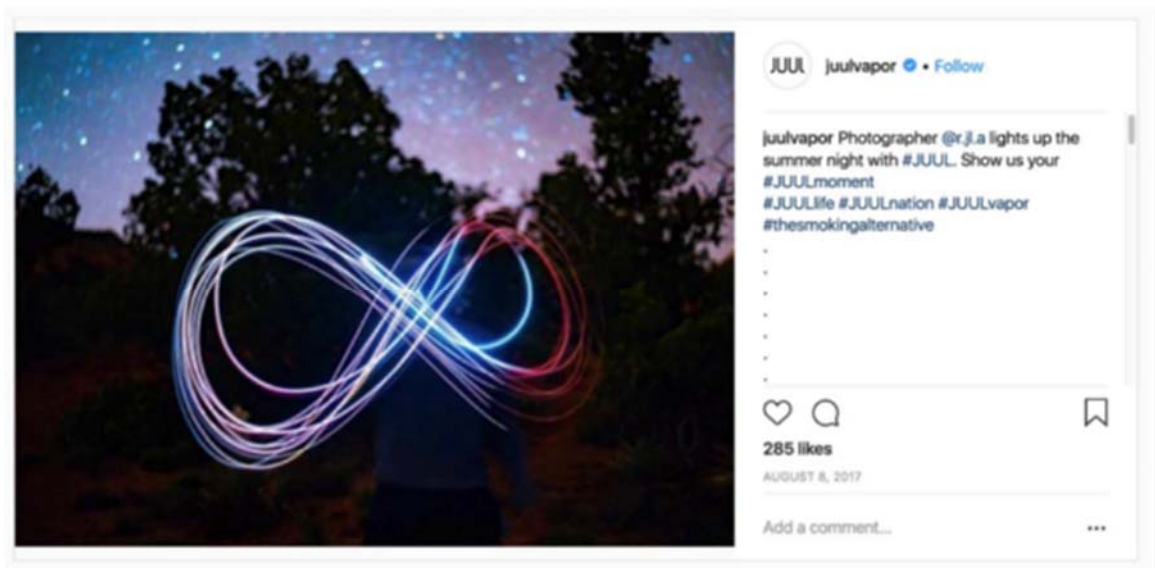 JUUL juulvapor • Follow
juulvapor Photographer @r.jl.a lights up the
summer night with #JUUL. Show us your
#JUULmoment
#JUULlife #JUULnation #JUULvapor
#thesmokingalternative
.
.
.
.
.
.
.
285 likes
AUGUST 8, 2017
Add a comment...